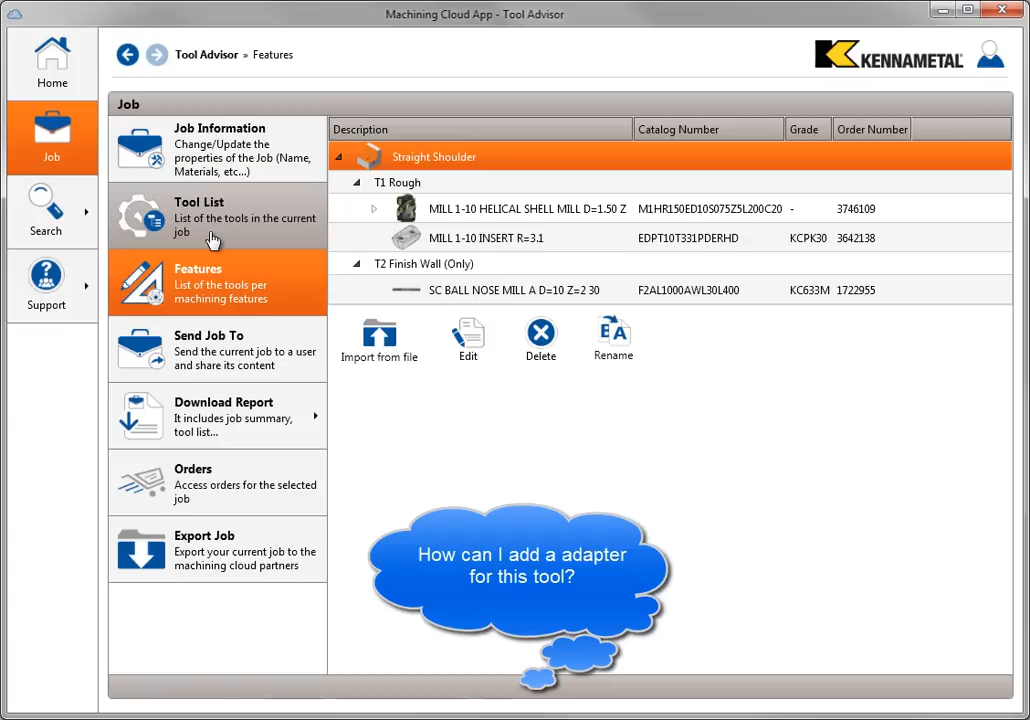 Machining Cloud App - Tool Advisor
Home
Job
Search
Support
Tool Advisor » Features
KENNAMETAL
Job
Job Information
Change/Update the
properties of the Job (Name,
Materials, etc...)
Tool List
List of the tools in the current
job
Features
List of the tools per
machining features
Send Job To
Send the current job to a user
and share its content
Download Report
It includes job summary,
tool list...
Orders
Access orders for the selected
job
Export Job
Export your current job to the
machining cloud partners
Description Catalog Number Grade Order Number
Straight Shoulder
T1 Rough
MILL 1-10 HELICAL SHELL MILL D=1.50 Z M1HR150ED10S075Z5L200C20 - 3746109
MILL 1-10 INSERT R=3.1 EDPT10T331PDERHD KCPK30 3642138
T2 Finish Wall (Only)
SC BALL NOSE MILL A D=10 Z=2 30 F2AL1000AWL30L400 KC633M 1722955
Import from file Edit Delete Rename
How can I add a adapter
for this tool?